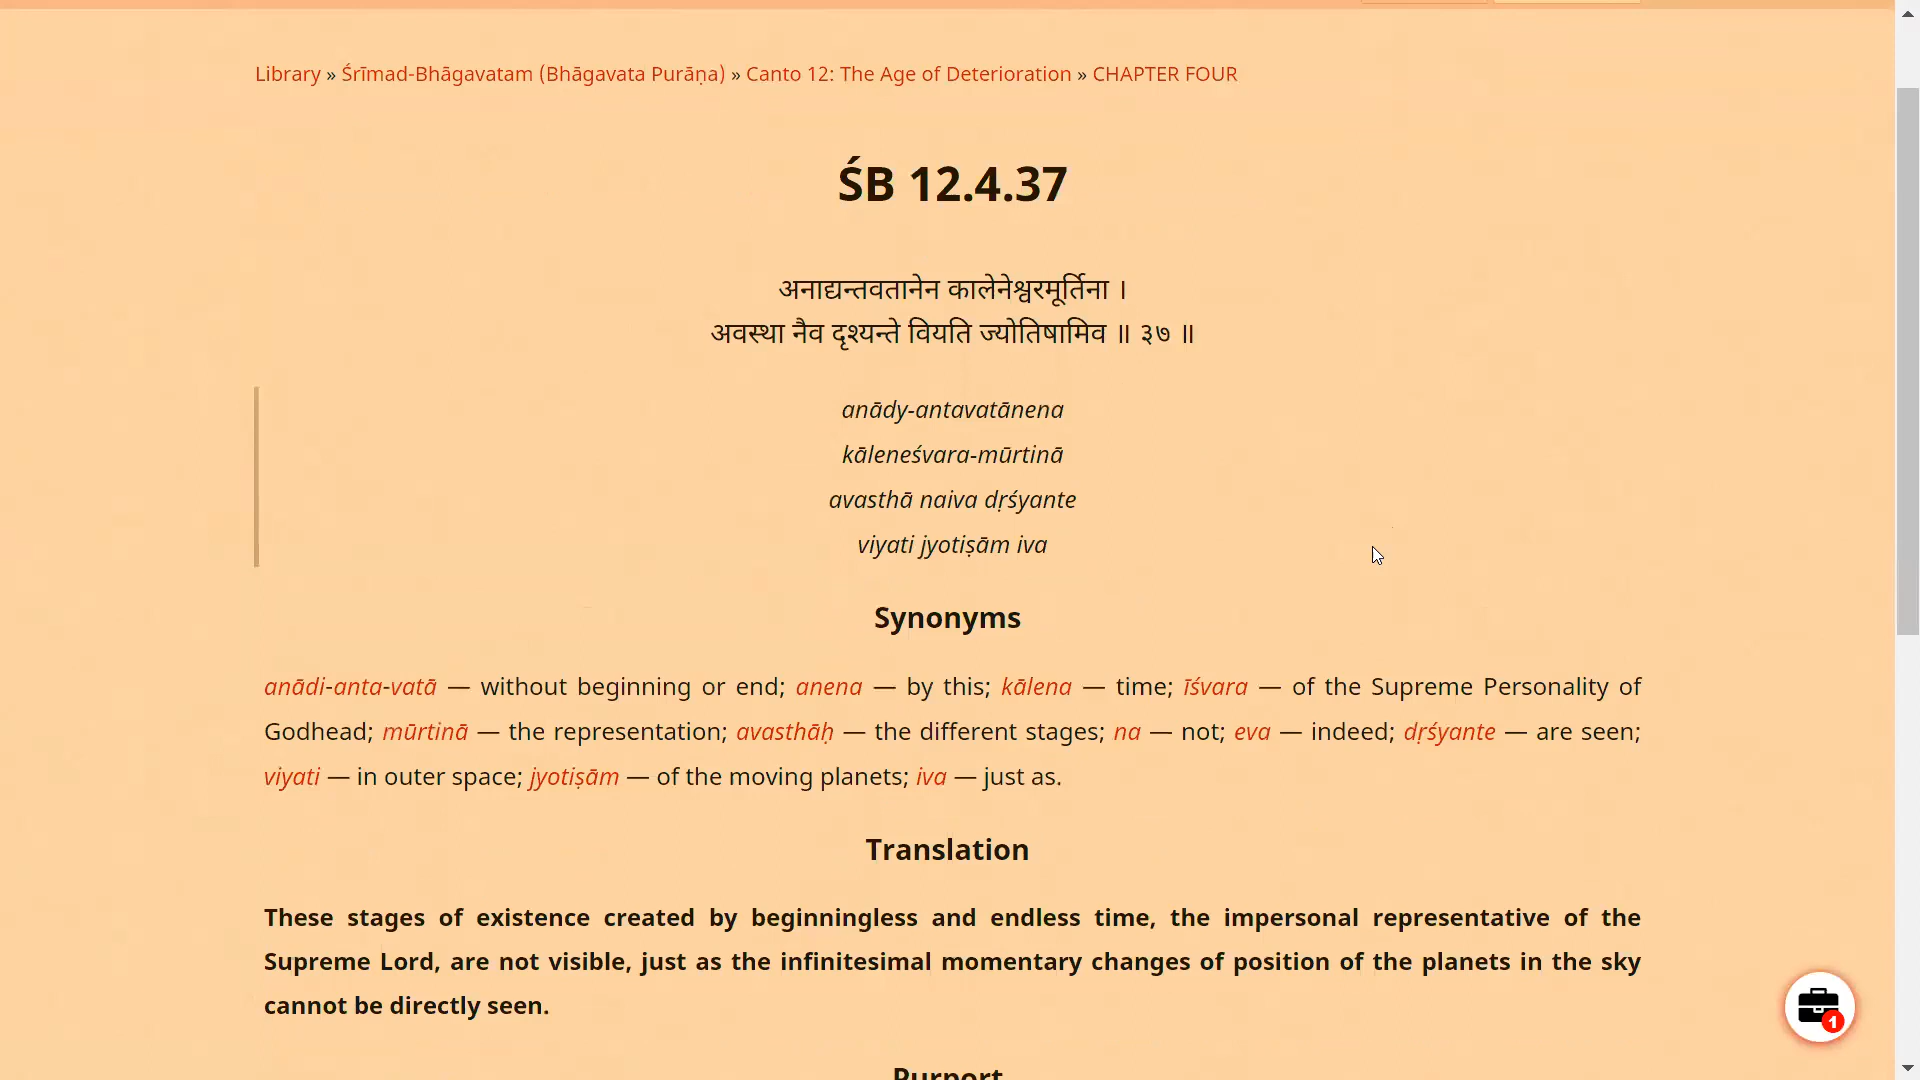 Library » Śrīmad-Bhāgavatam (Bhāgavata Purāṇa) » Canto 12: The Age of Deterioration » CHAPTER FOUR
ŚB 12.4.37
अनाद्यन्तवतानेन कालेनेश्वरमूर्तिना ।
अवस्था नैव द‍ृश्यन्ते वियति ज्योतिषामिव ॥ ३७ ॥
anādy-antavatānena
kāleneśvara-mūrtinā
avasthā naiva dṛśyante
viyati jyotiṣām iva
Synonyms
anādi-anta-vatā — without beginning or end; anena — by this; kālena — time; īśvara — of the Supreme Personality of
Godhead; mūrtinā — the representation; avasthāḥ — the different stages; na — not; eva — indeed; dṛśyante — are seen;
viyati — in outer space; jyotiṣām — of the moving planets; iva — just as.
Translation
These stages of existence created by beginningless and endless time, the impersonal representative of the
Supreme Lord, are not visible, just as the infinitesimal momentary changes of position of the planets in the sky
cannot be directly seen.
1
Purport